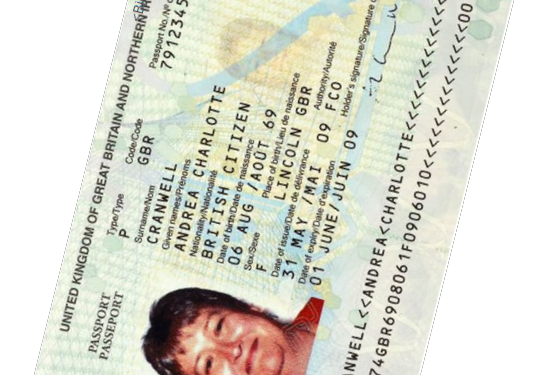 UNITED KINGDOM OF GREAT BRITAIN AND NORTHERN
PASSPORT
PASSEPORT
Type/Type
P
Code/Code
GBR
Passport No./Nº
7912345
Surname/Nom
CRANWELL
Given names/Prénoms
ANDREA CHARLOTTE
Nationality/Nationalité
BRITISH CITIZEN
Date of birth/Date de naissance
06 AUG /AOUT 69
Sex/Sexe
F
Place of birth/Lieu de naissance
LINCOLN GBR
Date of issue/Date de délivrance
31 MAY /MAI 09
Authority/Autorité
FCO
Date of expiry/Date d'expiration
01 JUNE/JUIN 09
Holder's signature/Signature
NWELL<<ANDREA<CHARLOTTE<<<<<<<<<<<<<
74GBR6908061F0906010<<<<<<<<<<<<<<00